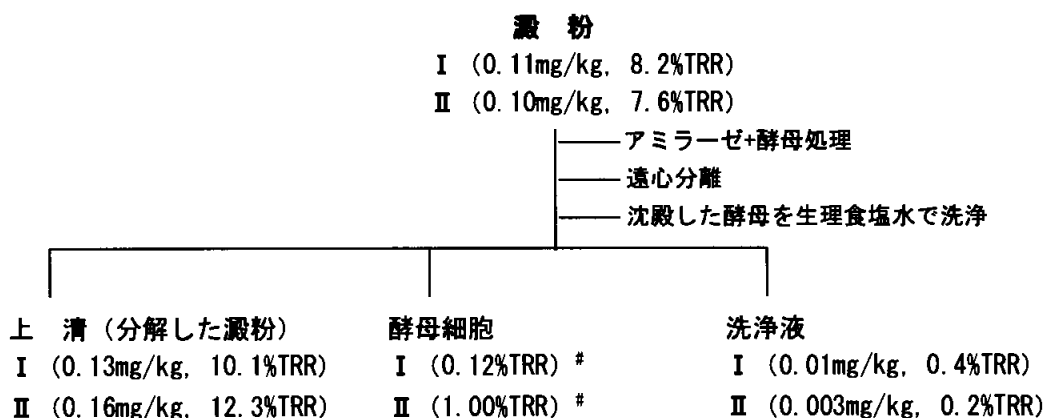 澱 粉
Ⅰ (0.11mg/kg, 8.2%TRR)
Ⅱ (0.10mg/kg, 7.6%TRR)
アミラーゼ+酵母処理
遠心分離
沈殿した酵母を生理食塩水で洗浄
上 清（分解した澱粉）
Ⅰ (0.13mg/kg, 10.1%TRR)
Ⅱ (0.16mg/kg, 12.3%TRR)
酵母細胞
Ⅰ (0.12%TRR) #
Ⅱ (1.00%TRR) #
洗浄液
Ⅰ (0.01mg/kg, 0.4%TRR)
Ⅱ (0.003mg/kg, 0.2%TRR)